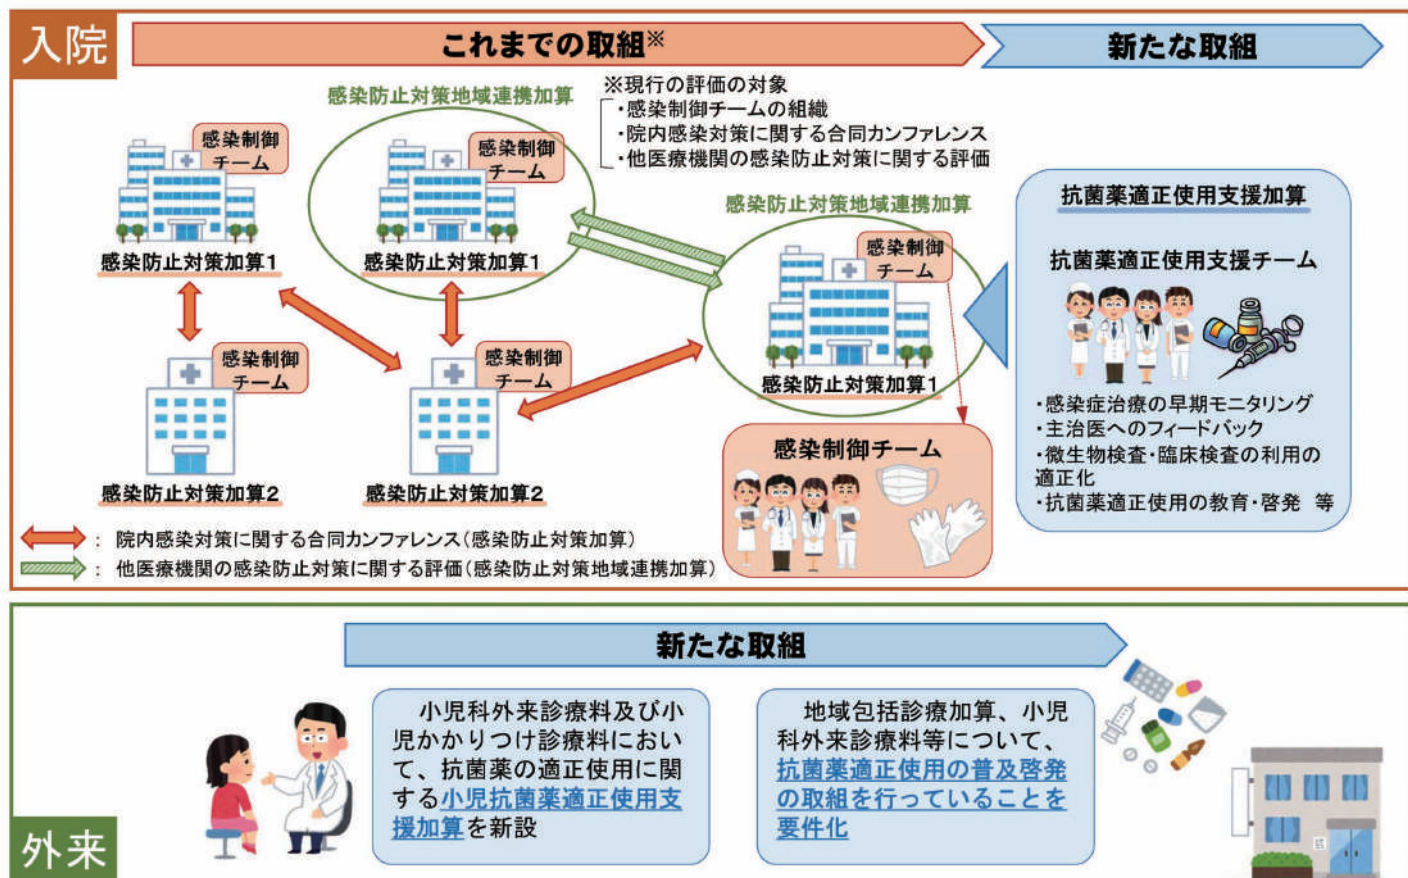 入院
これまでの取組※
新たな取組
感染防止対策地域連携加算
※現行の評価の対象
・感染制御チームの組織
・院内感染対策に関する合同カンファレンス
・他医療機関の感染防止対策に関する評価
感染制御
チーム
感染防止対策加算1
感染制御
チーム
感染防止対策加算1
感染防止対策地域連携加算
感染制御
チーム
感染防止対策加算1
感染制御
チーム
感染防止対策加算2
感染制御
チーム
感染防止対策加算2
感染制御チーム
抗菌薬適正使用支援加算
抗菌薬適正使用支援チーム
・感染症治療の早期モニタリング
・主治医へのフィードバック
・微生物検査・臨床検査の利用の
適正化
・抗菌薬適正使用の教育・啓発 等
：院内感染対策に関する合同カンファレンス（感染防止対策加算）
：他医療機関の感染防止対策に関する評価（感染防止対策地域連携加算）
新たな取組
小児科外来診療料及び小
児かかりつけ診療料におい
て、抗菌薬の適正使用に関
する小児抗菌薬適正使用支
援加算を新設
地域包括診療加算、小児
科外来診療料等について、
抗菌薬適正使用の普及啓発
の取組を行っていることを
要件化
外来